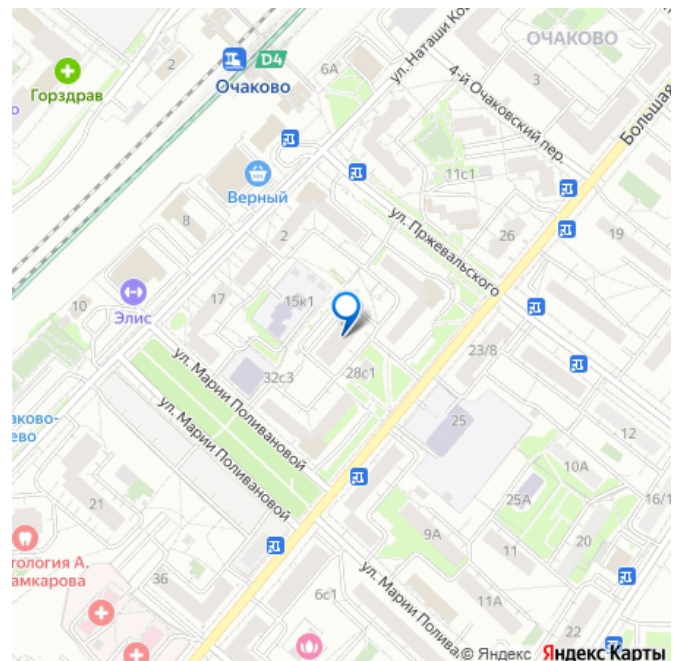 ОЧАКОВО
ул. Наташи Ко
D4
2
Горздрав
о
Очаково
6А
3
4-й Очаковский пер.
Большая
11с1
Верный
8
2
ул. Пржевальского
26
19
10
Элис
17
15к1
32с3
28с1
23/8
ул. Марии Поливановой
ул. Марии Поливановой
аково-
ево
25
12
10А
25А
16/1
21
9А
11
20
тология А.
амкарова
36
6с1
ул. Марии Полива
11А
22
© Яндекс Яндекс Карты